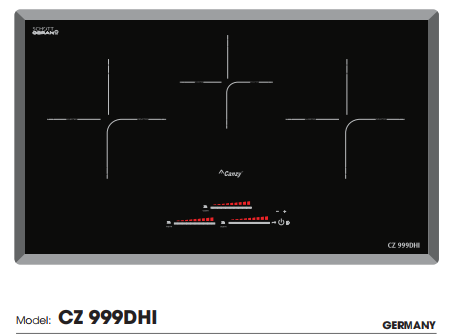 SCHOTT
CERAN®
Canzy
CZ 999DHI
Model: CZ 999DHI
GERMANY